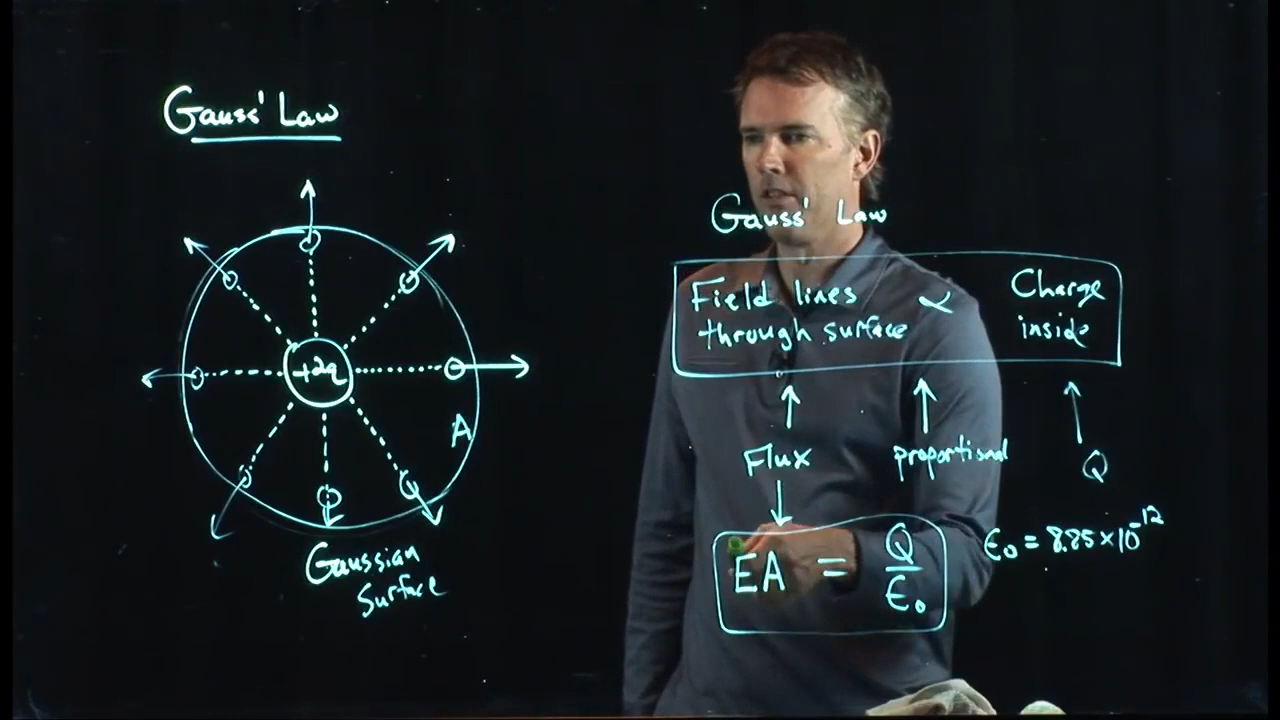 Gauss' Law
+2q
A
Gaussian
Surface
Gauss' Law
Field lines ∝ Charge
through surface inside
Flux proportional Q
EA = Q/ϵ₀
ϵ₀ = 8.85×10⁻¹²